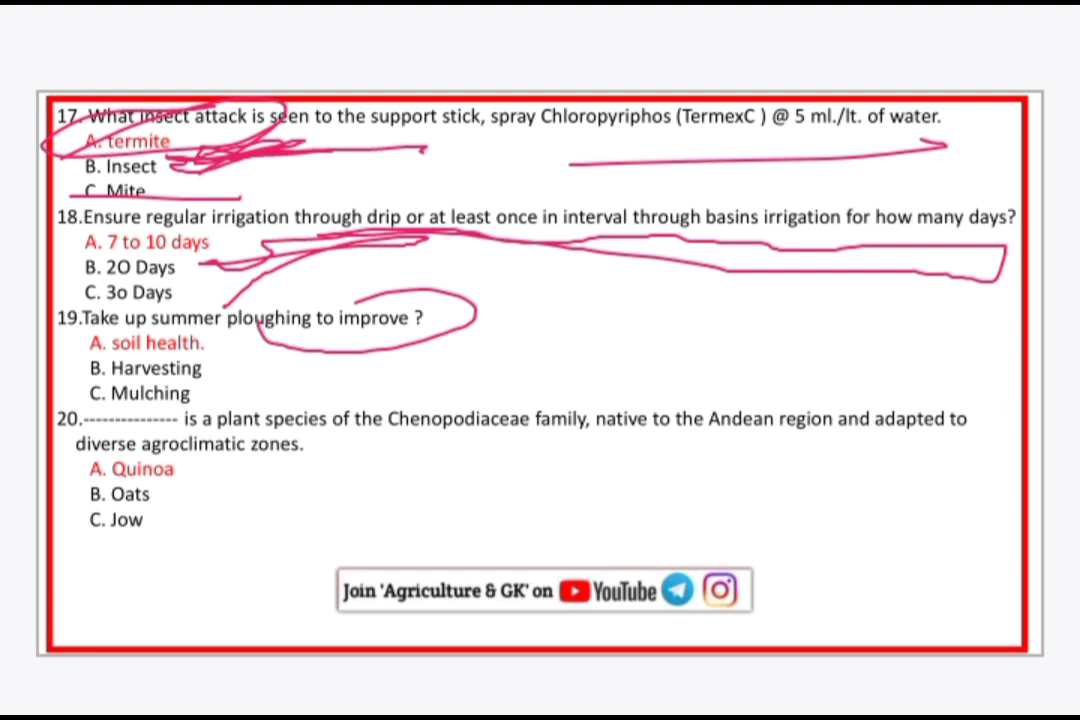 17. What insect attack is seen to the support stick, spray Chloropyriphos (TermexC ) @ 5 ml./lt. of water.
A. termite
B. Insect
C. Mite
18.Ensure regular irrigation through drip or at least once in interval through basins irrigation for how many days?
A. 7 to 10 days
B. 2O Days
C. 3o Days
19.Take up summer ploughing to improve ?
A. soil health.
B. Harvesting
C. Mulching
20.--------------- is a plant species of the Chenopodiaceae family, native to the Andean region and adapted to
diverse agroclimatic zones.
A. Quinoa
B. Oats
C. Jow
Join 'Agriculture & GK' on YouTube